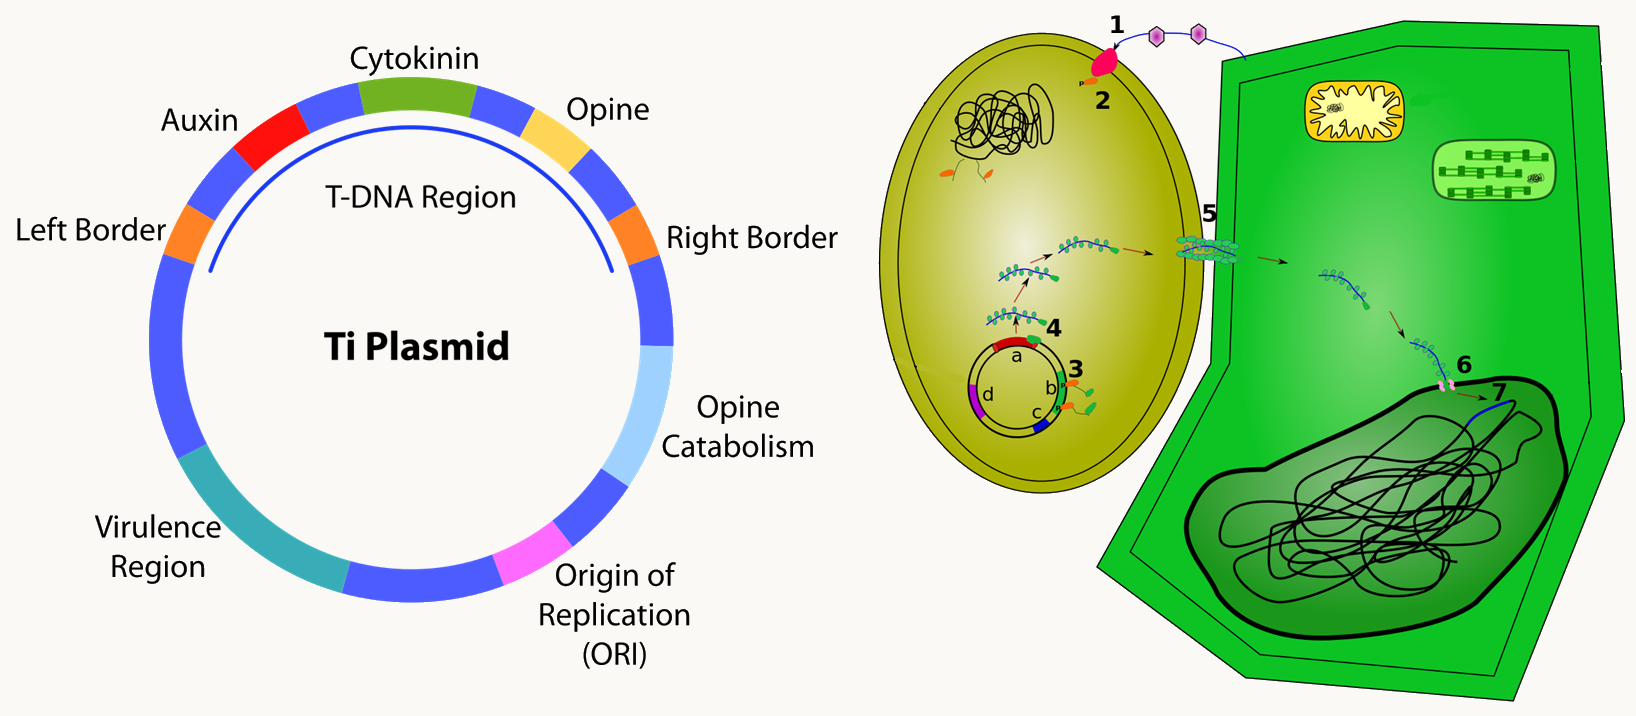 Cytokinin
Auxin
Opine
T-DNA Region
Left Border
Right Border
Ti Plasmid
Opine
Catabolism
Virulence
Region
Origin of
Replication
(ORI)
1
P
2
5
4
a
3
b
P
d
c
P
6
7